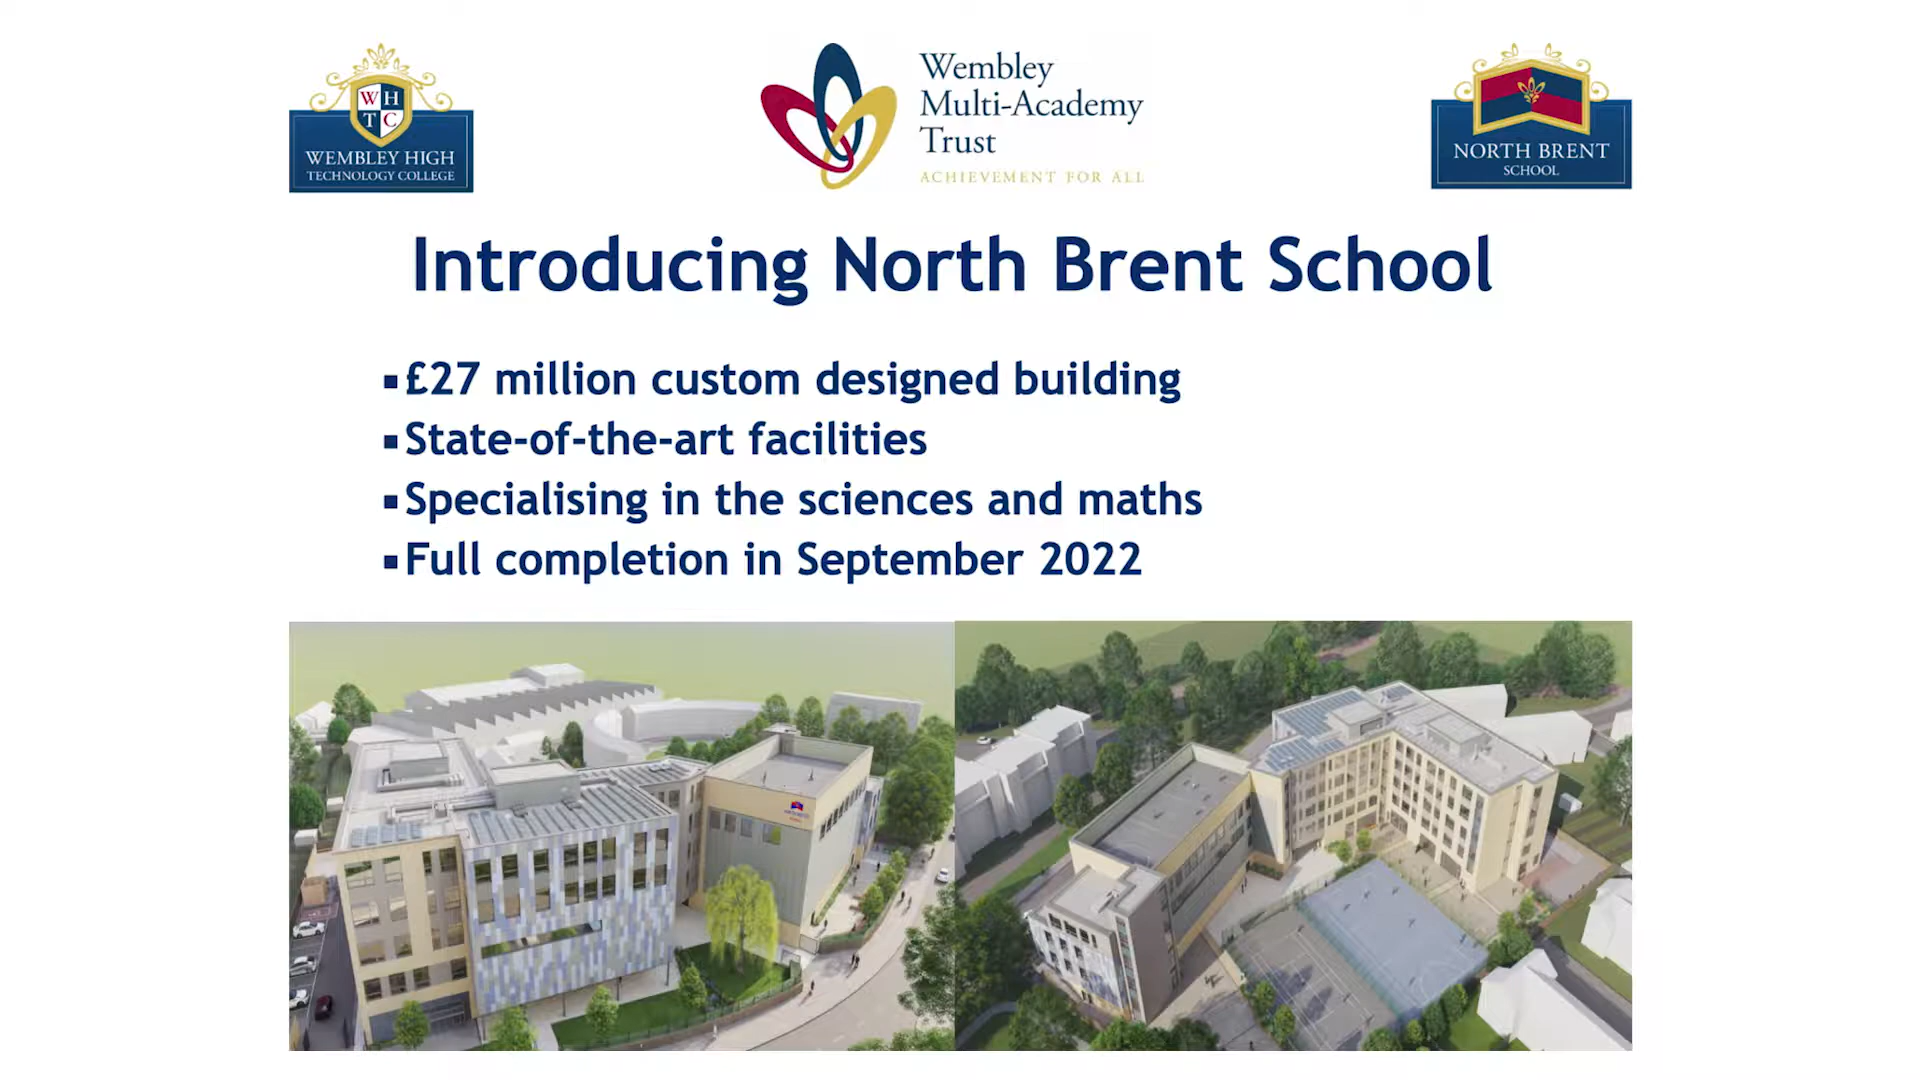 W H
T C
WEMBLEY HIGH
TECHNOLOGY COLLEGE
Wembley
Multi-Academy
Trust
ACHIEVEMENT FOR ALL
NORTH BRENT
SCHOOL
Introducing North Brent School
▪£27 million custom designed building
▪State-of-the-art facilities
▪Specialising in the sciences and maths
▪Full completion in September 2022